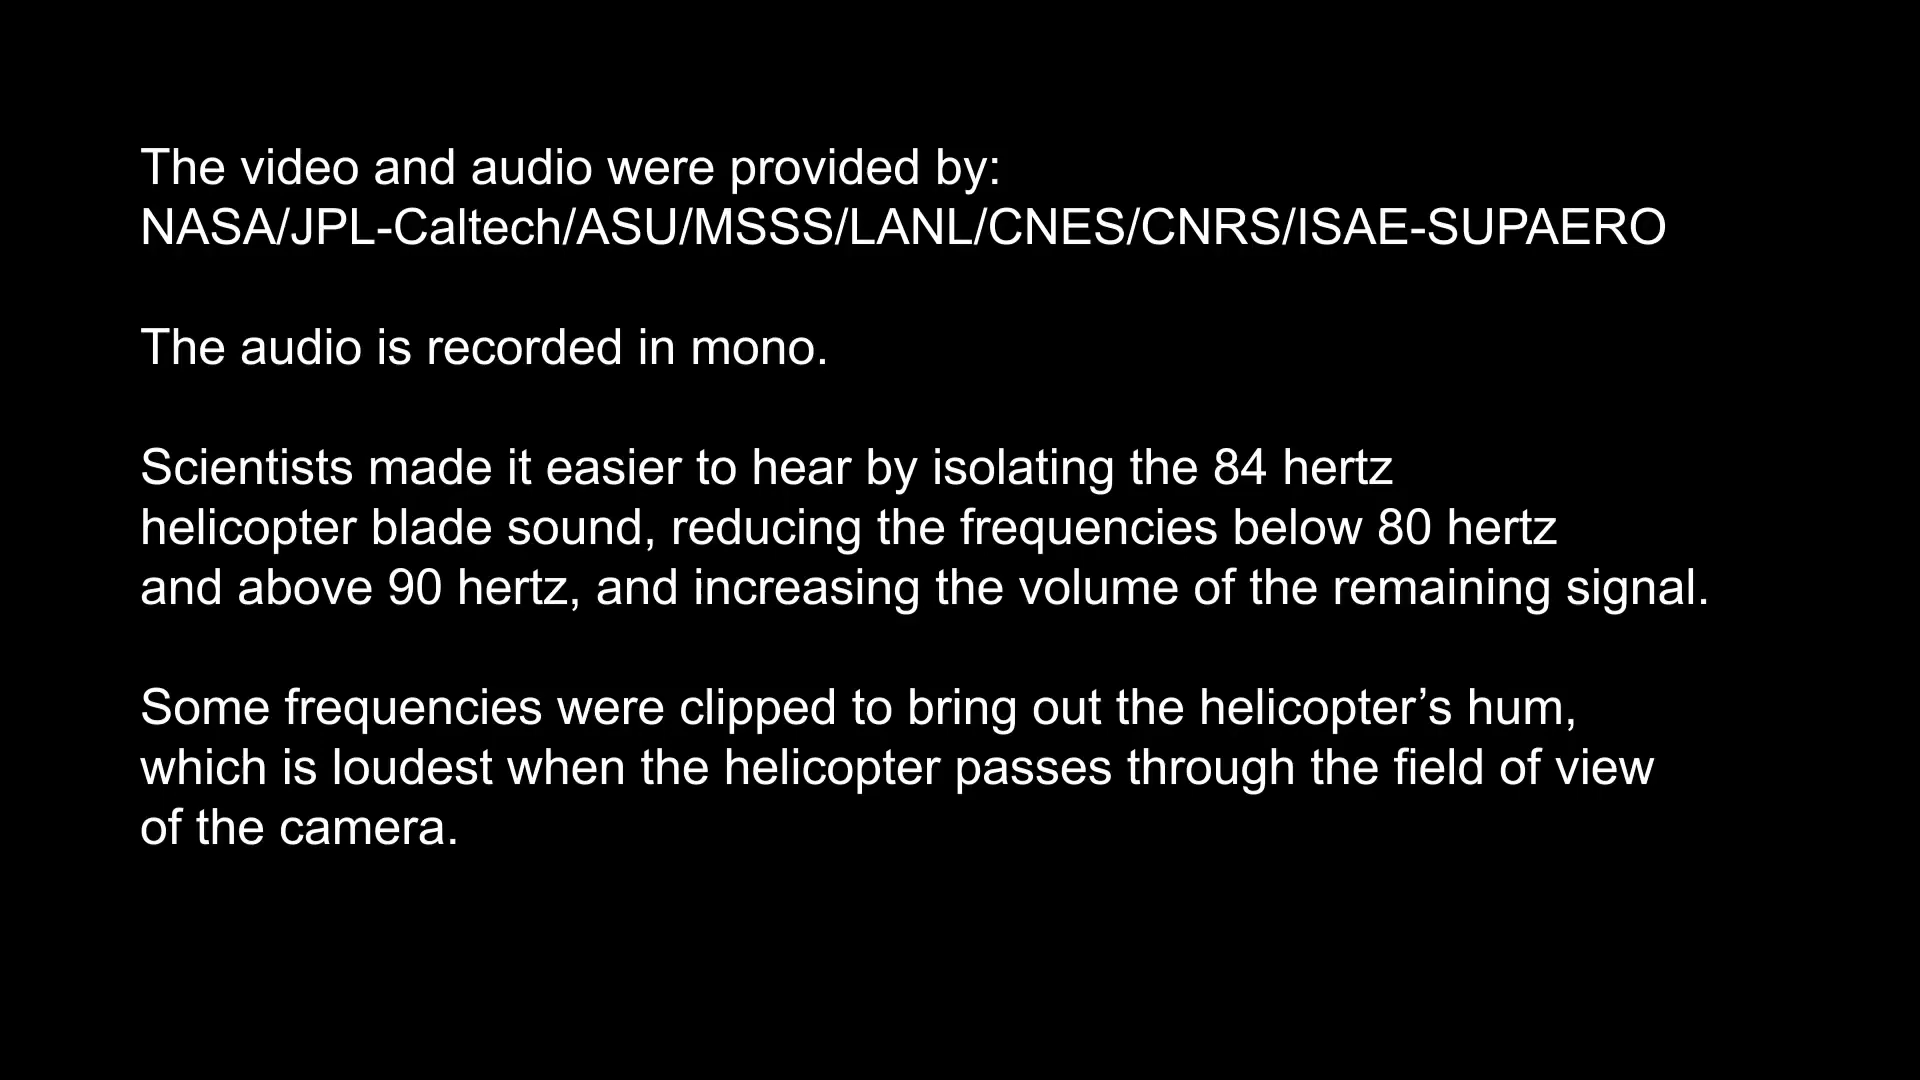 The video and audio were provided by:
NASA/JPL-Caltech/ASU/MSSS/LANL/CNES/CNRS/ISAE-SUPAERO
The audio is recorded in mono.
Scientists made it easier to hear by isolating the 84 hertz
helicopter blade sound, reducing the frequencies below 80 hertz
and above 90 hertz, and increasing the volume of the remaining signal.
Some frequencies were clipped to bring out the helicopter’s hum,
which is loudest when the helicopter passes through the field of view
of the camera.